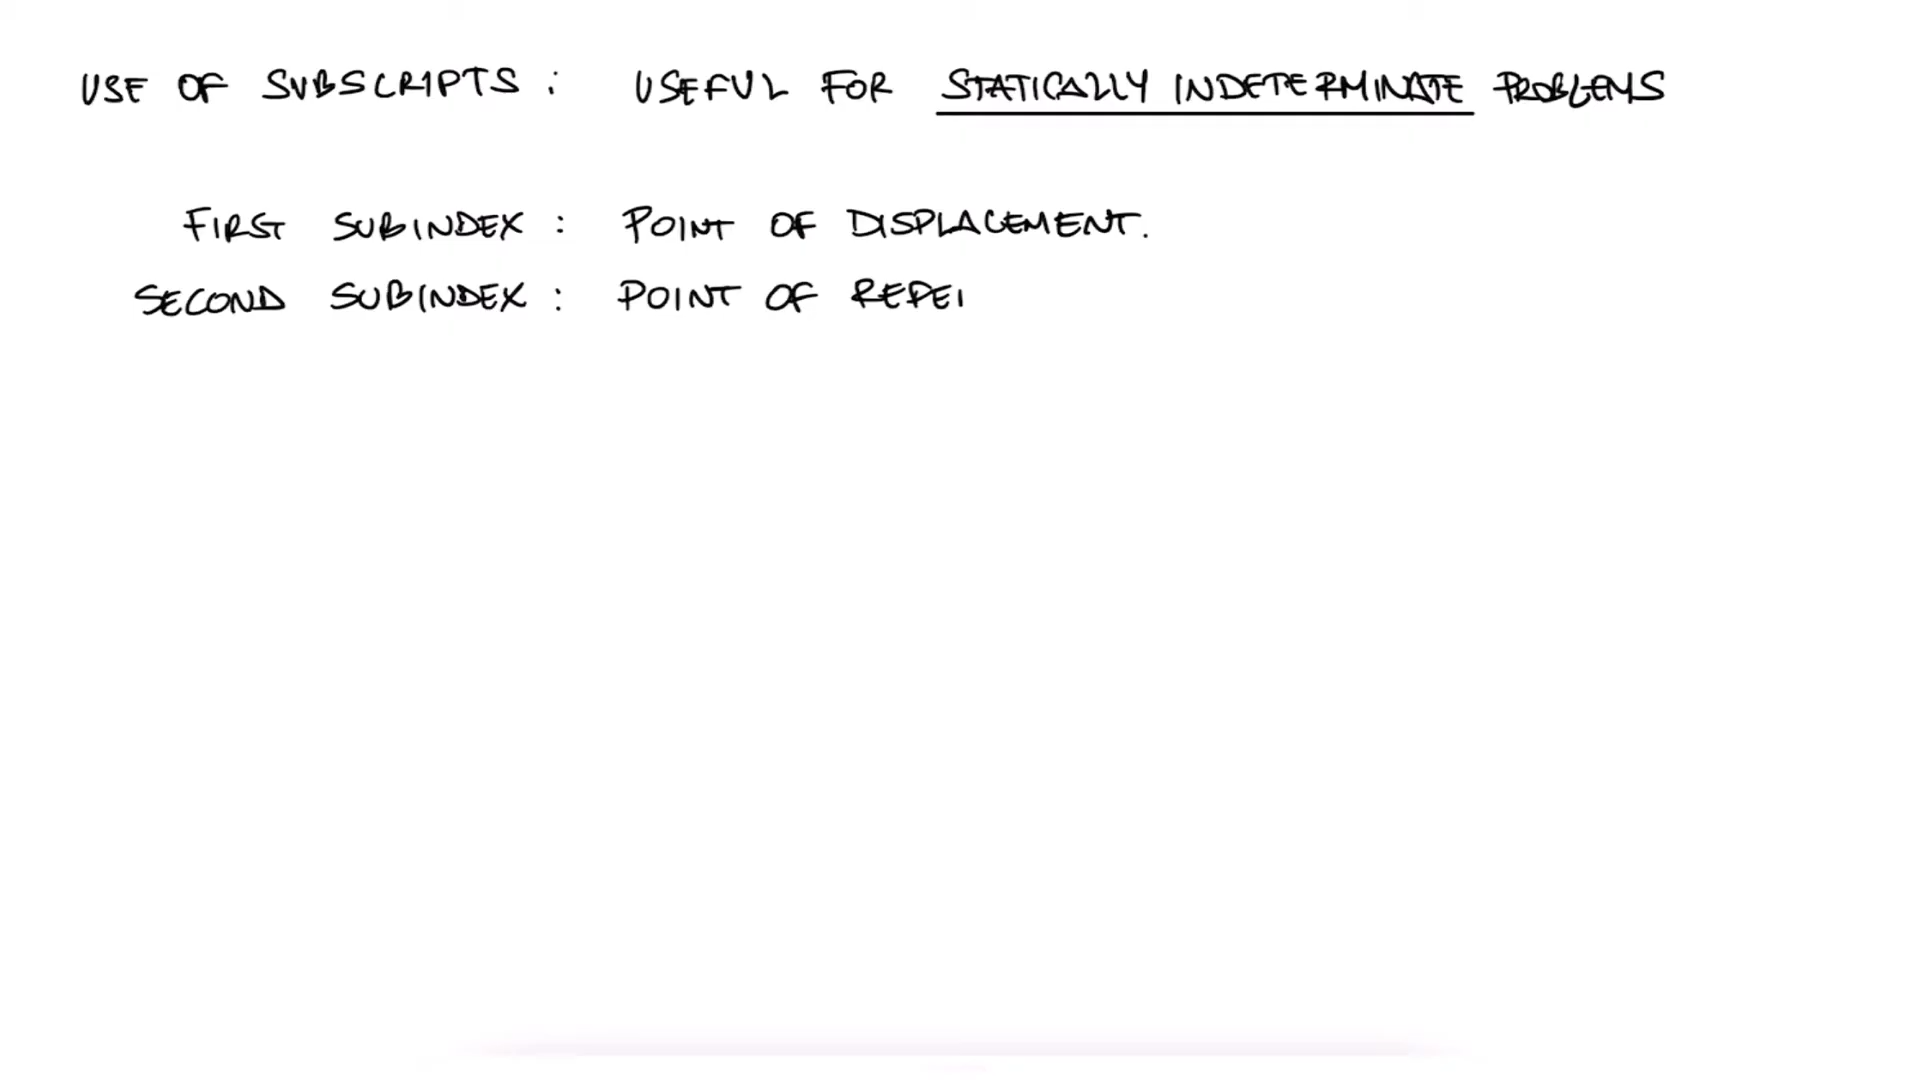 USE OF SUBSCRIPTS : USEFUL FOR STATICALLY INDETERMINATE PROBLEMS
FIRST SUBINDEX : POINT OF DISPLACEMENT.
SECOND SUBINDEX : POINT OF